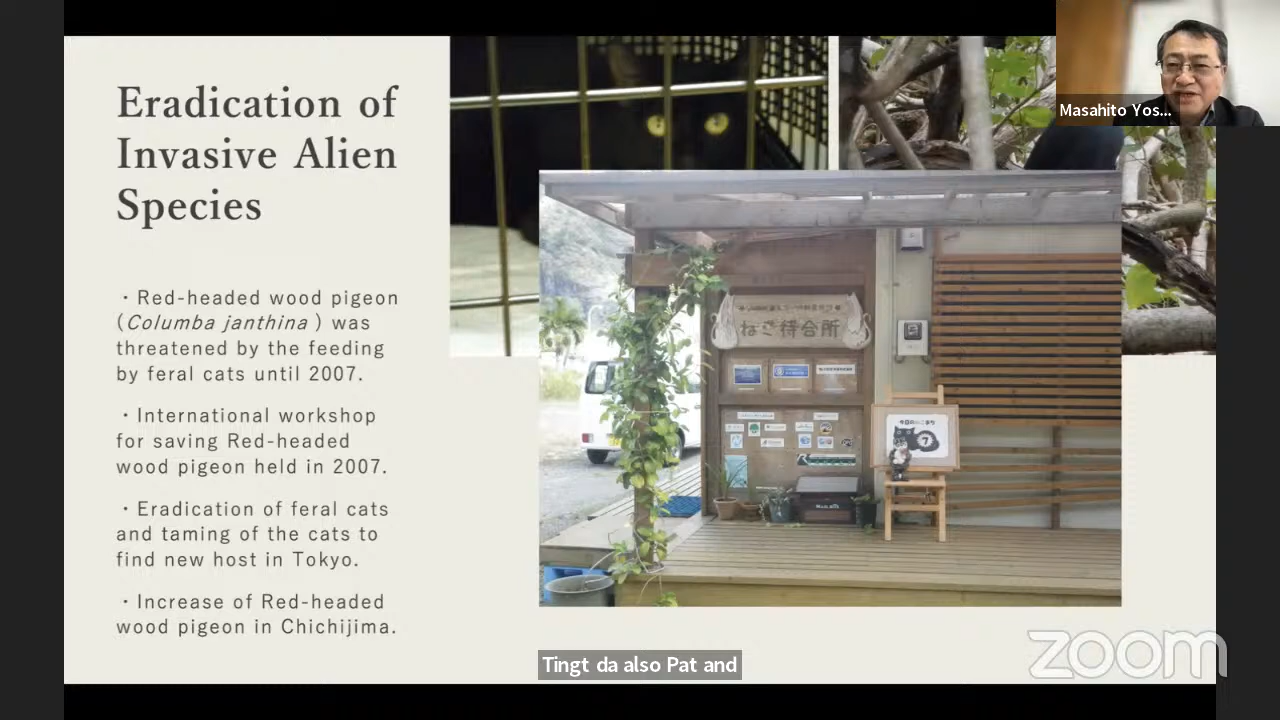 Eradication of
Invasive Alien
Species
・Red-headed wood pigeon
(Columba janthina ) was
threatened by the feeding
by feral cats until 2007.
・International workshop
for saving Red-headed
wood pigeon held in 2007.
・Eradication of feral cats
and taming of the cats to
find new host in Tokyo.
・Increase of Red-headed
wood pigeon in Chichijima.
ねこ待合所
7
Masahito Yos...
Tingt da also Pat and
zoom